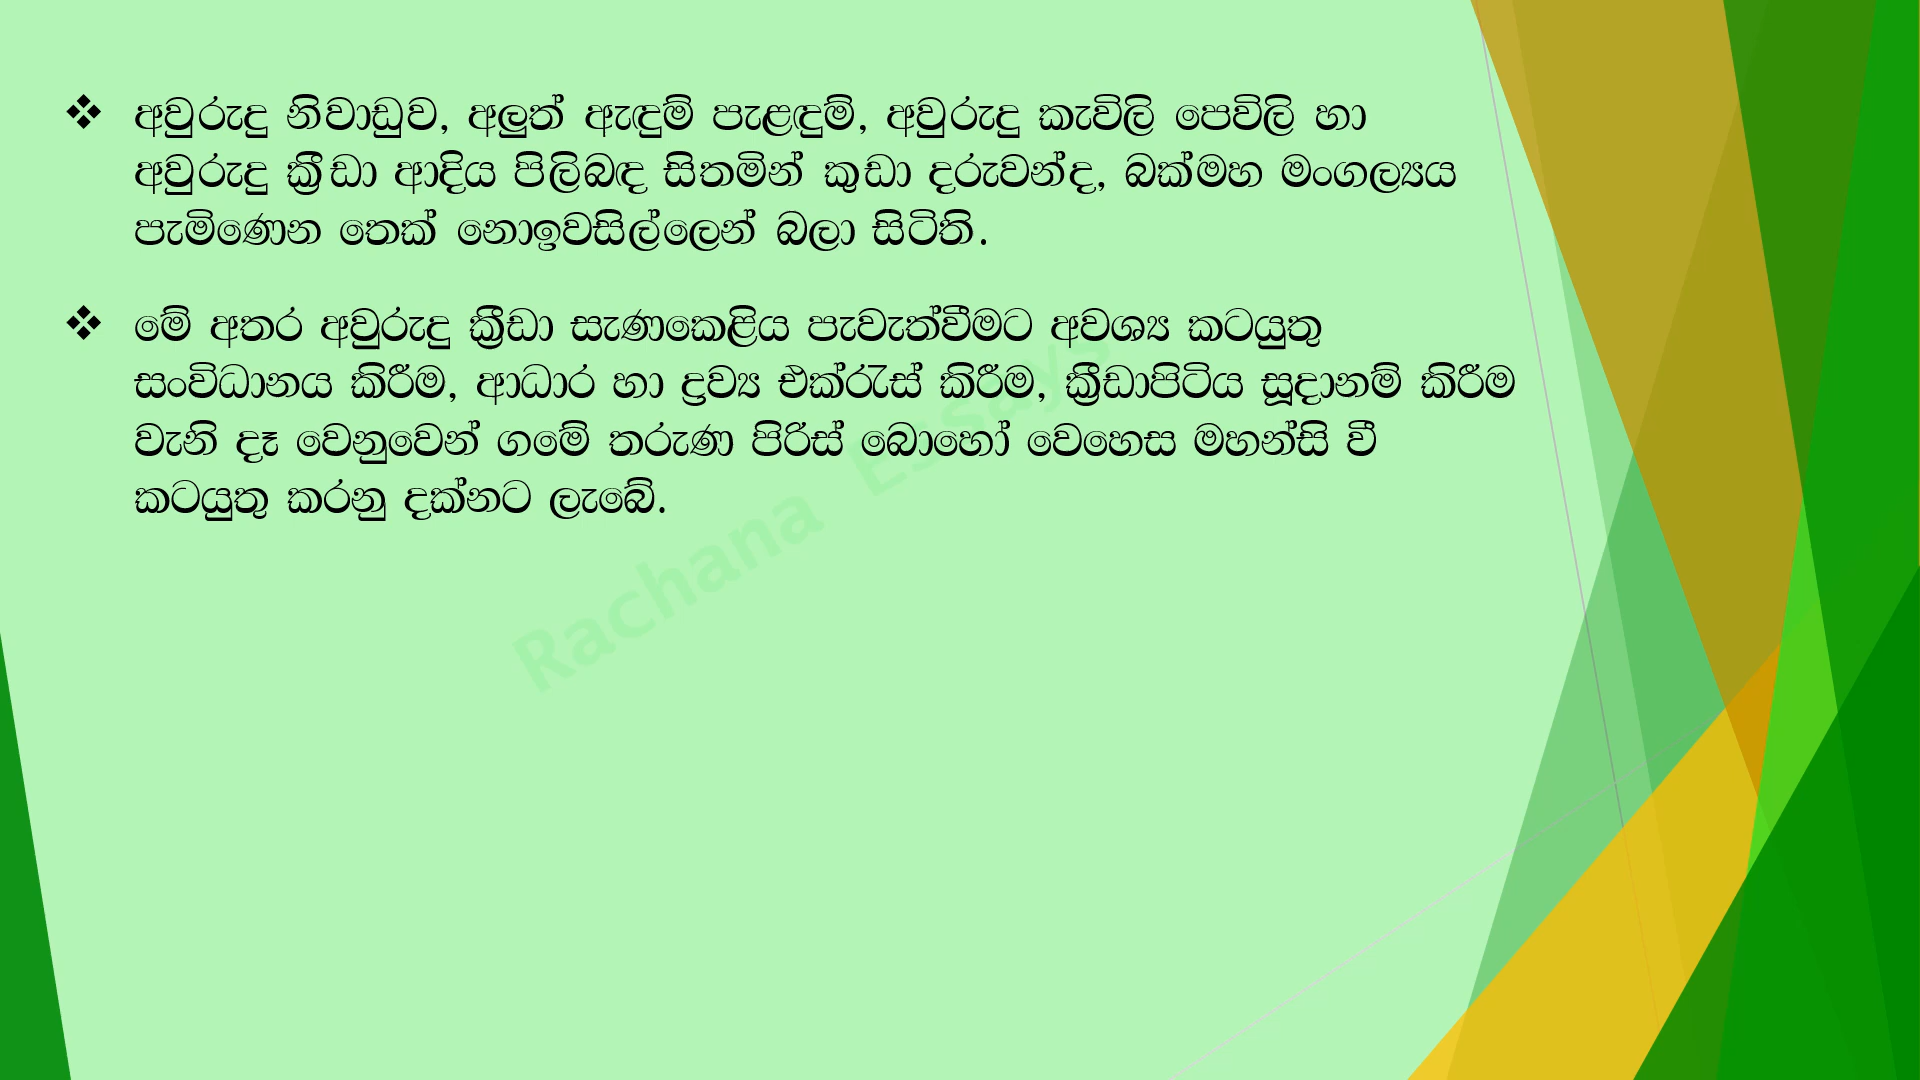 ❖ අවුරුදු නිවාඩුව, අලුත් ඇඳුම් පැළඳුම්, අවුරුදු කැවිලි පෙවිලි හා
අවුරුදු ක්‍රීඩා ආදිය පිලිබඳ සිතමින් කුඩා දරුවන්ද, බක්මහ මංගල්‍යය
පැමිණෙන තෙක් නොඉවසිල්ලෙන් බලා සිටිති.
❖ මේ අතර අවුරුදු ක්‍රීඩා සැණකෙළිය පැවැත්වීමට අවශ්‍ය කටයුතු
සංවිධානය කිරීම, ආධාර හා ද්‍රව්‍ය එක්රැස් කිරීම, ක්‍රීඩාපිටිය සූදානම් කිරීම
වැනි දෑ වෙනුවෙන් ගමේ තරුණ පිරිස් බොහෝ වෙහෙස මහන්සි වී
කටයුතු කරනු දක්නට ලැබේ.
Rachana Essays